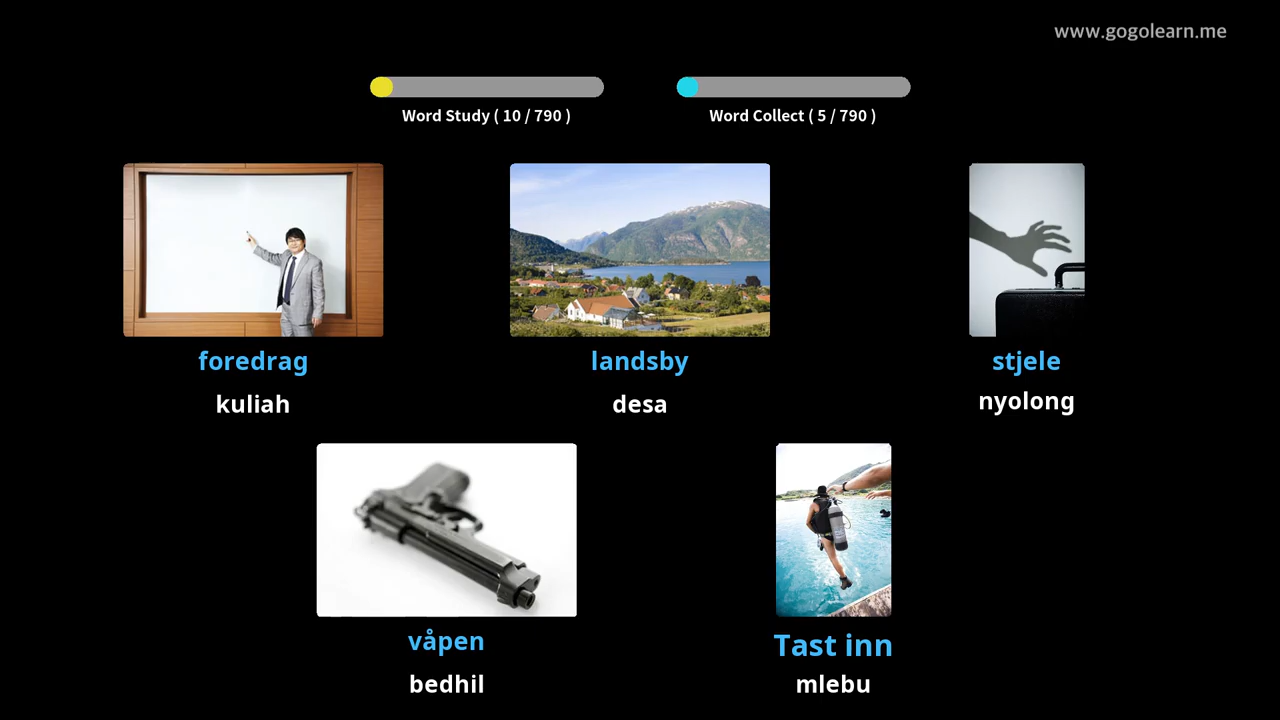 www.gogolearn.me
Word Study ( 10 / 790 )
Word Collect ( 5 / 790 )
foredrag
kuliah
landsby
desa
stjele
nyolong
våpen
bedhil
Tast inn
mlebu